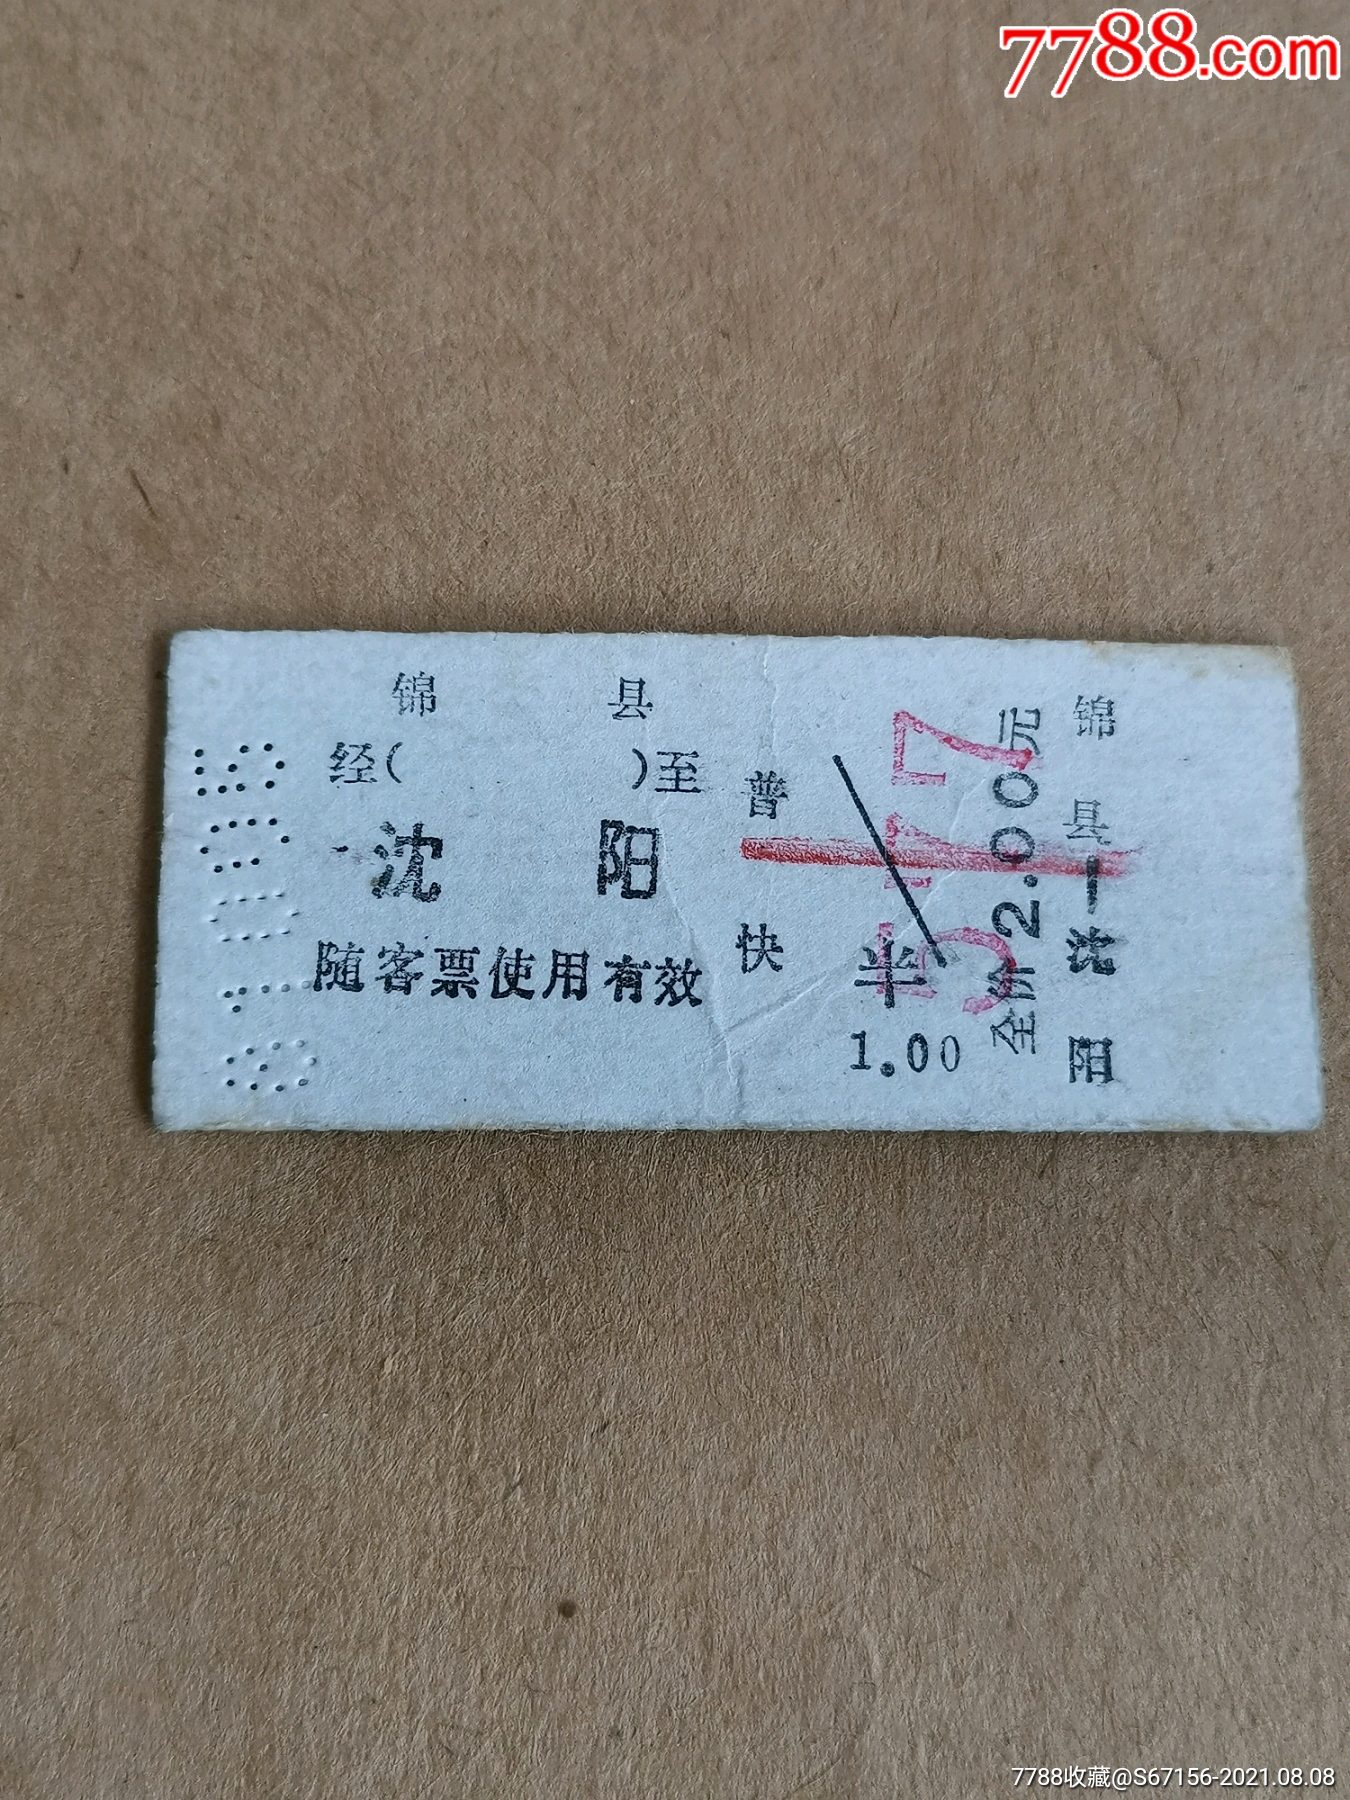 7788.com
锦 县
经( )至
沈 阳
随客票使用有效
普快
半
1.00
全价2.00元
锦县—沈阳
7788收藏@S67156-2021.08.08